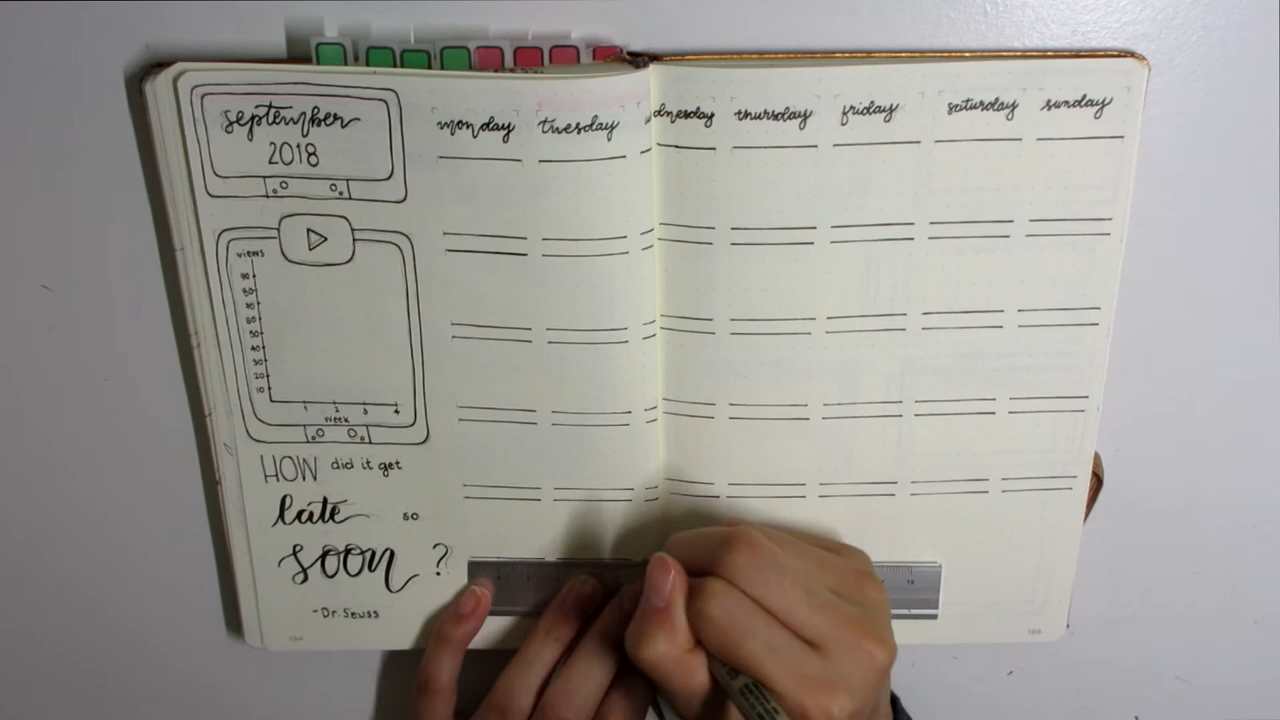 september
2018
monday tuesday wednesday thursday friday saturday sunday
views
90
80
70
60
50
40
30
20
10
1 2 3 4
week
HOW did it get
late so
soon ?
-Dr. Seuss